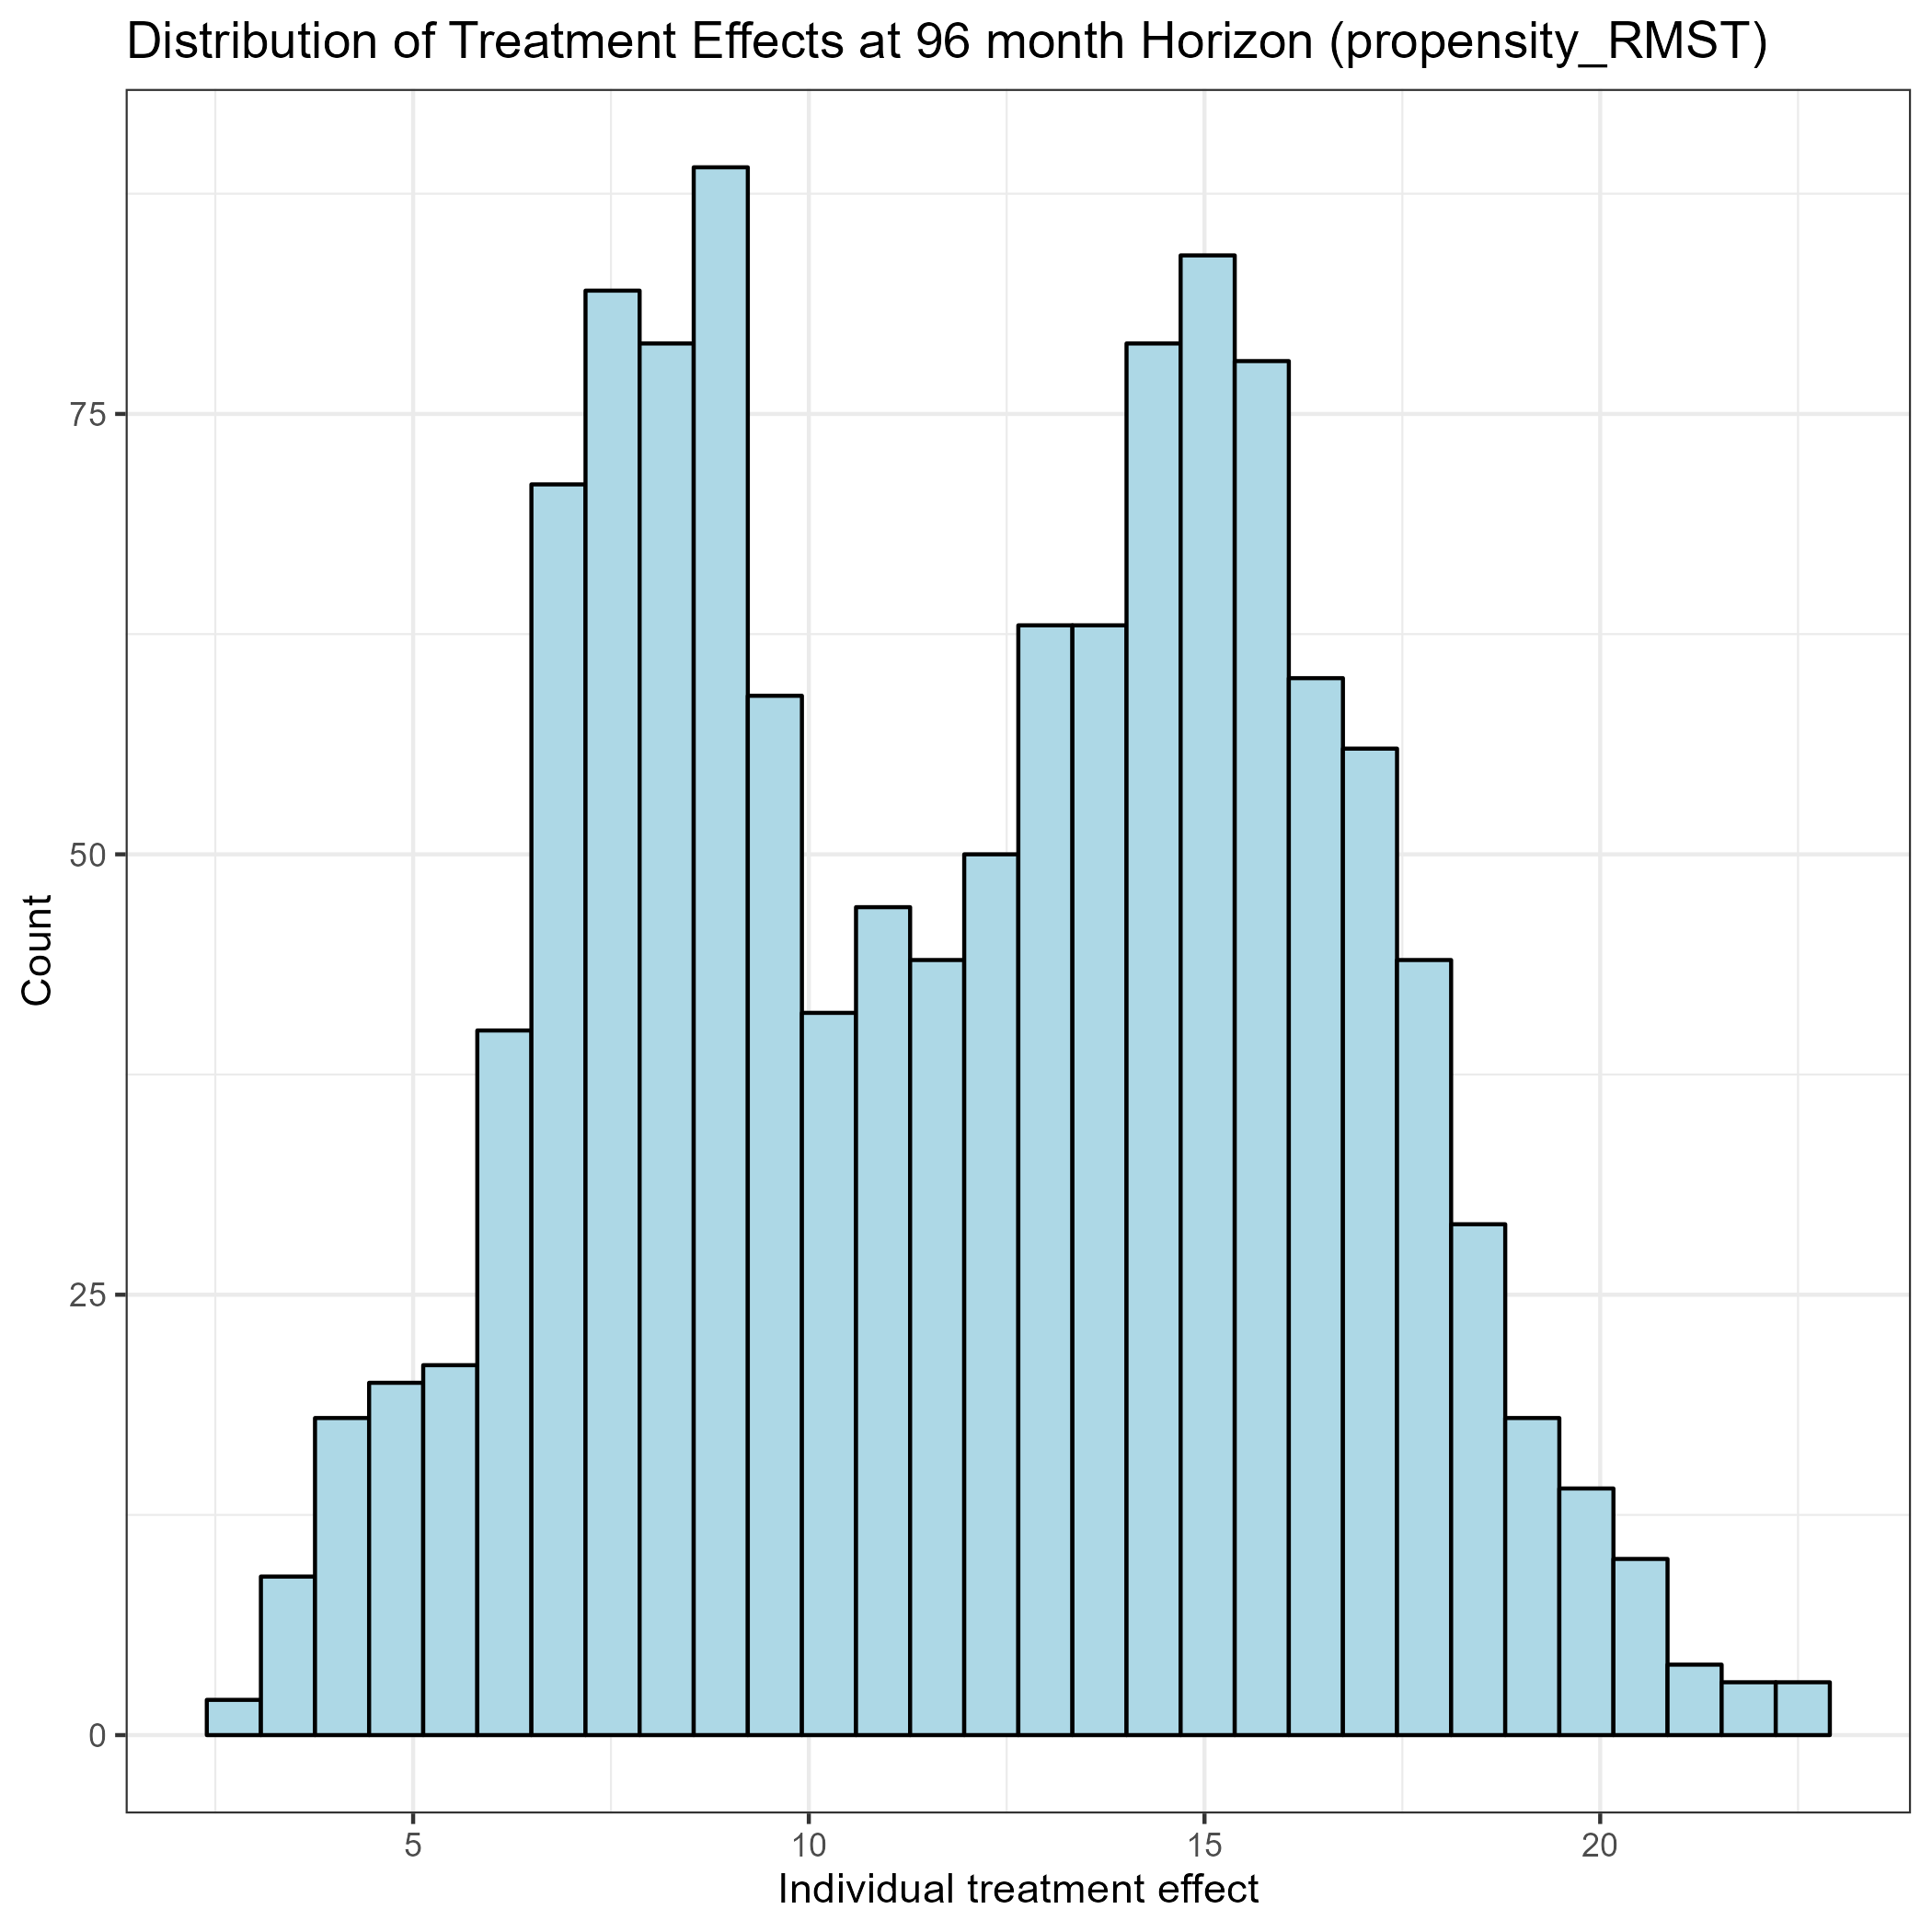 Distribution of Treatment Effects at 96 month Horizon (propensity_RMST)
75
50
25
0
Count
5
10
15
20
Individual treatment effect